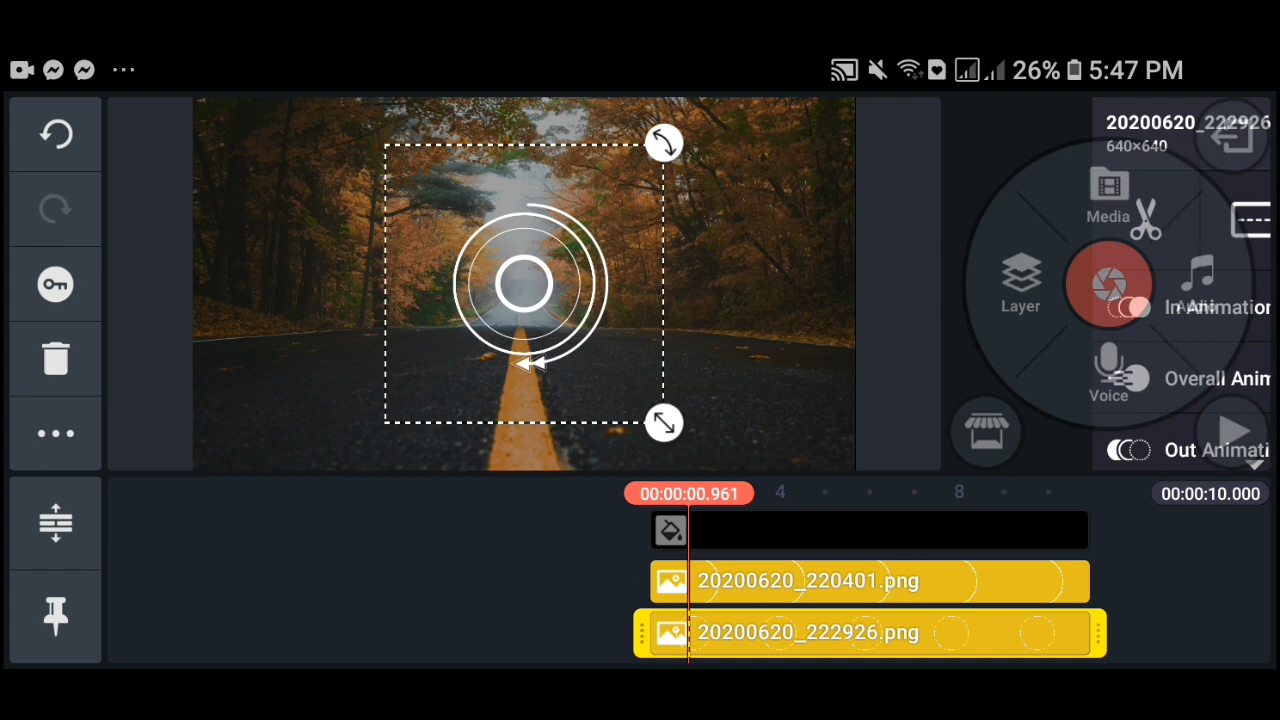 26% 5:47 PM
20200620_222926
640×640
Media
Layer
In Animation
Overall Anim
Voice
Out Animati
00:00:00.961
4
8
00:00:10.000
20200620_220401.png
20200620_222926.png